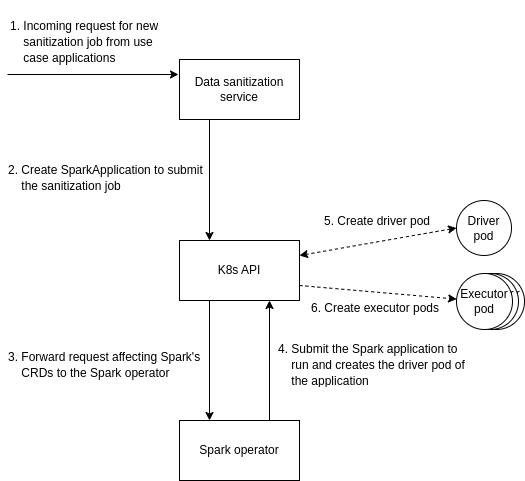 1. Incoming request for new
sanitization job from use
case applications
Data sanitization
service
2. Create SparkApplication to submit
the sanitization job
5. Create driver pod
Driver
pod
K8s API
6. Create executor pods
Executor
pod
3. Forward request affecting Spark's
CRDs to the Spark operator
4. Submit the Spark application to
run and creates the driver pod of
the application
Spark operator